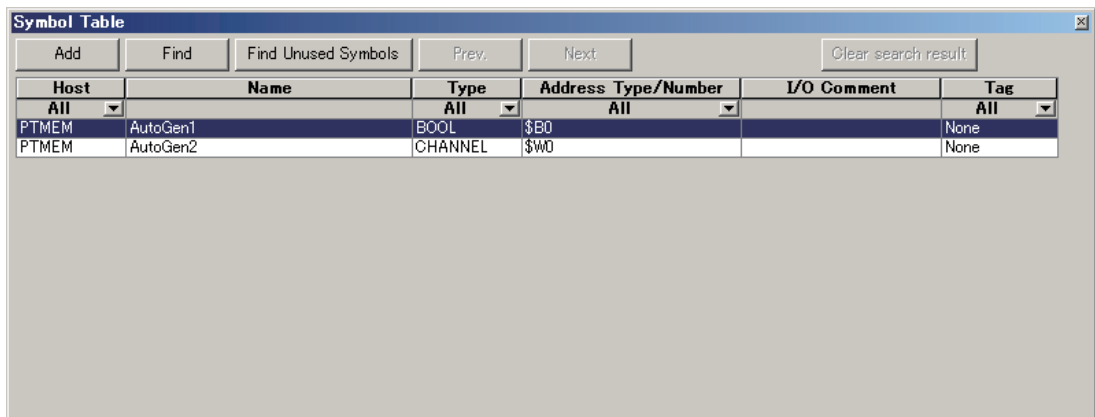 Symbol Table
Add Find Find Unused Symbols Prev. Next Clear search result
Host Name Type Address Type/Number I/O Comment Tag
All All All All
PTMEM AutoGen1 BOOL $B0 None
PTMEM AutoGen2 CHANNEL $W0 None